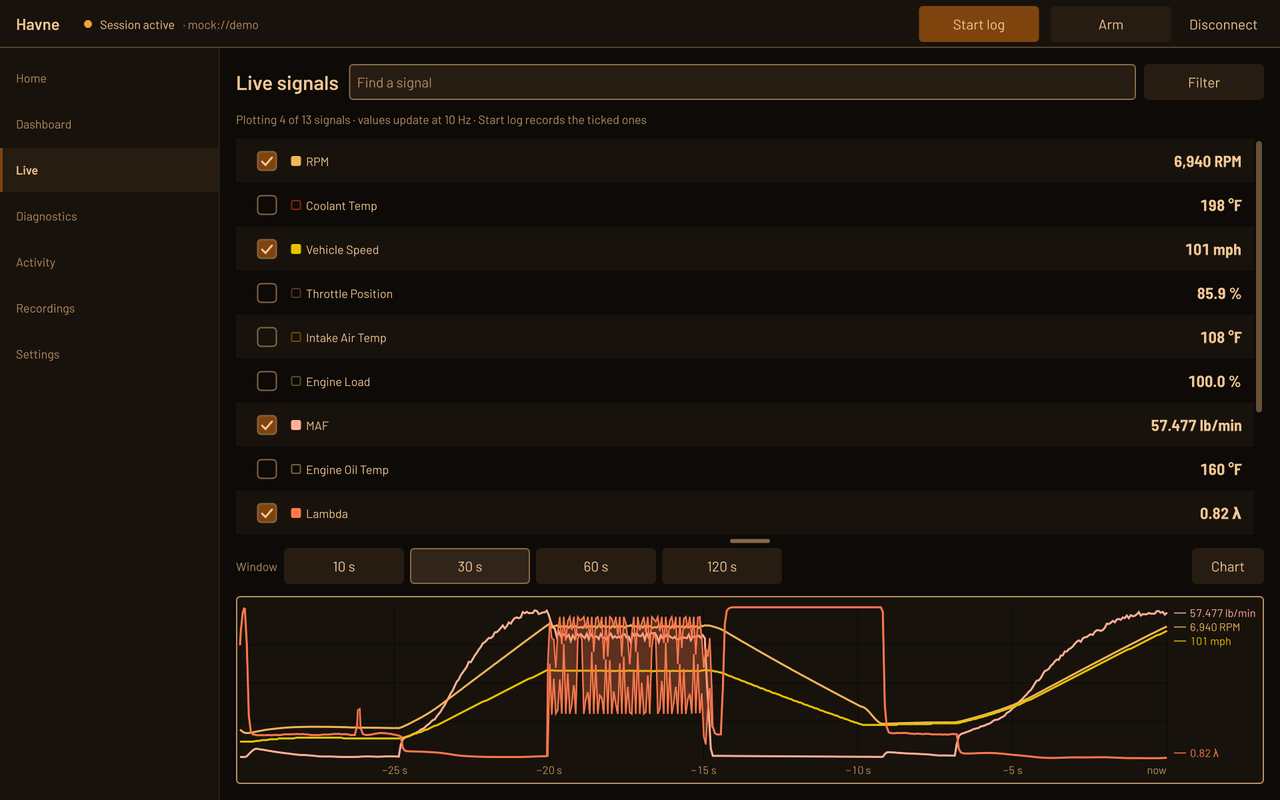 Havne
Session active · mock://demo
Start log
Arm
Disconnect
Home
Dashboard
Live
Diagnostics
Activity
Recordings
Settings
Live signals
Find a signal
Filter
Plotting 4 of 13 signals · values update at 10 Hz · Start log records the ticked ones
RPM 6,940 RPM
Coolant Temp 198 °F
Vehicle Speed 101 mph
Throttle Position 85.9 %
Intake Air Temp 108 °F
Engine Load 100.0 %
MAF 57.477 lb/min
Engine Oil Temp 160 °F
Lambda 0.82 λ
Window 10 s 30 s 60 s 120 s Chart
57.477 lb/min
6,940 RPM
101 mph
0.82 λ
−25 s −20 s −15 s −10 s −5 s now